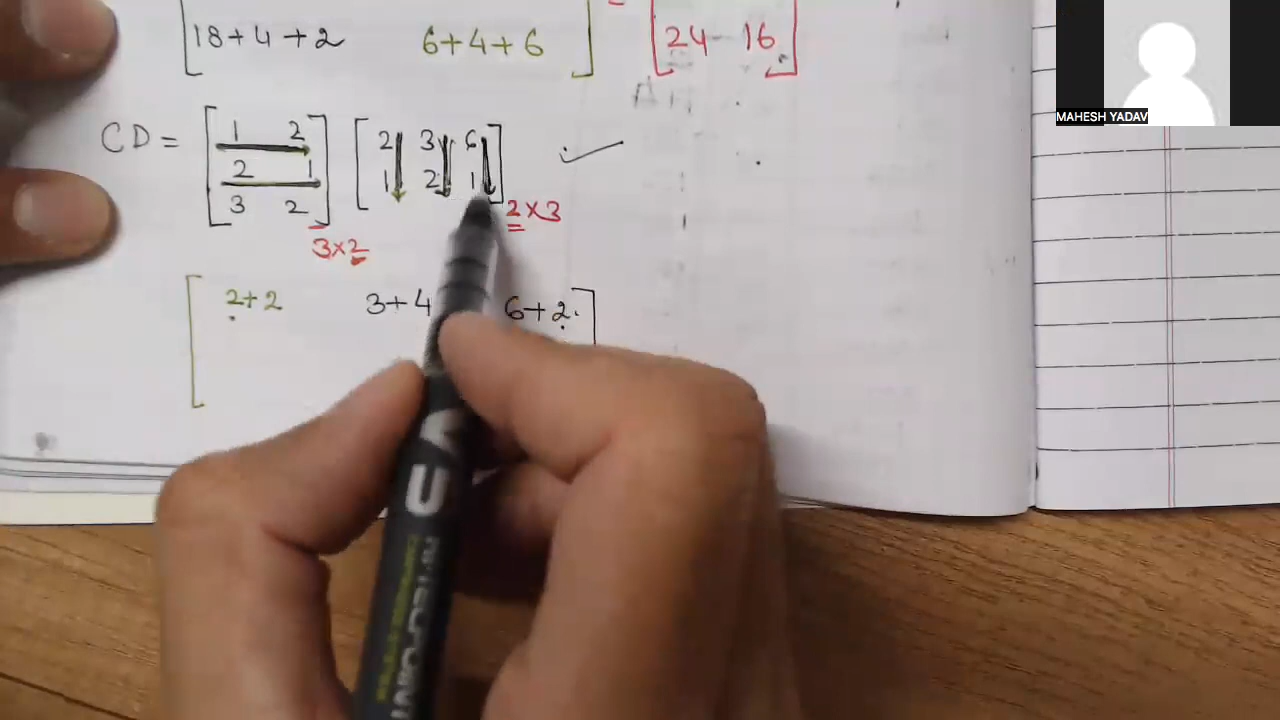 18+4+2 6+4+6 24 16
CD = 1 2 2 3 6
2 1 1 2 1
3 2
2×3
3×2
2+2 3+4 6+2
MAHESH YADAV